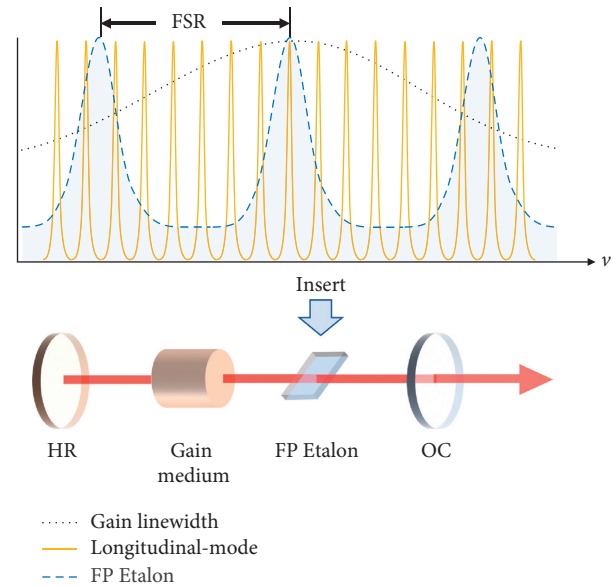 FSR
ν
Insert
HR
Gain
medium
FP Etalon
OC
Gain linewidth
Longitudinal-mode
FP Etalon